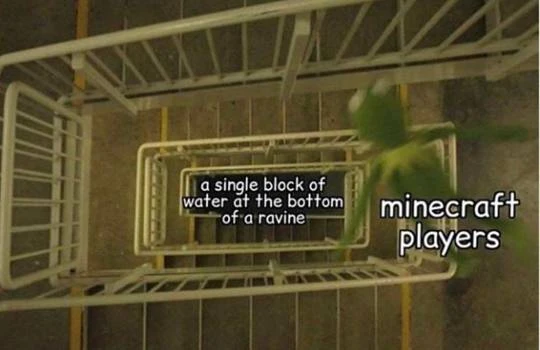 a single block of
water at the bottom
of a ravine
minecraft
players